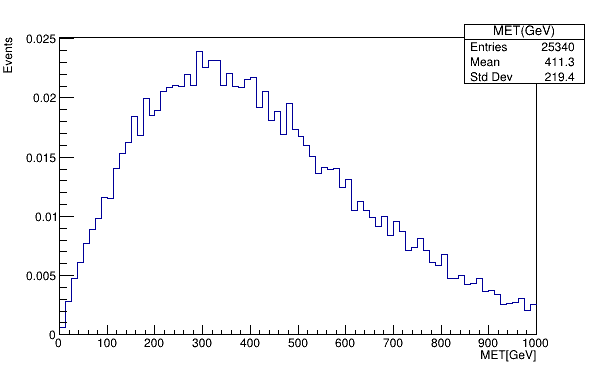 MET(GeV)
Entries 25340
Mean 411.3
Std Dev 219.4
Events
0.025
0.02
0.015
0.01
0.005
0
0 100 200 300 400 500 600 700 800 900 1000
MET[GeV]